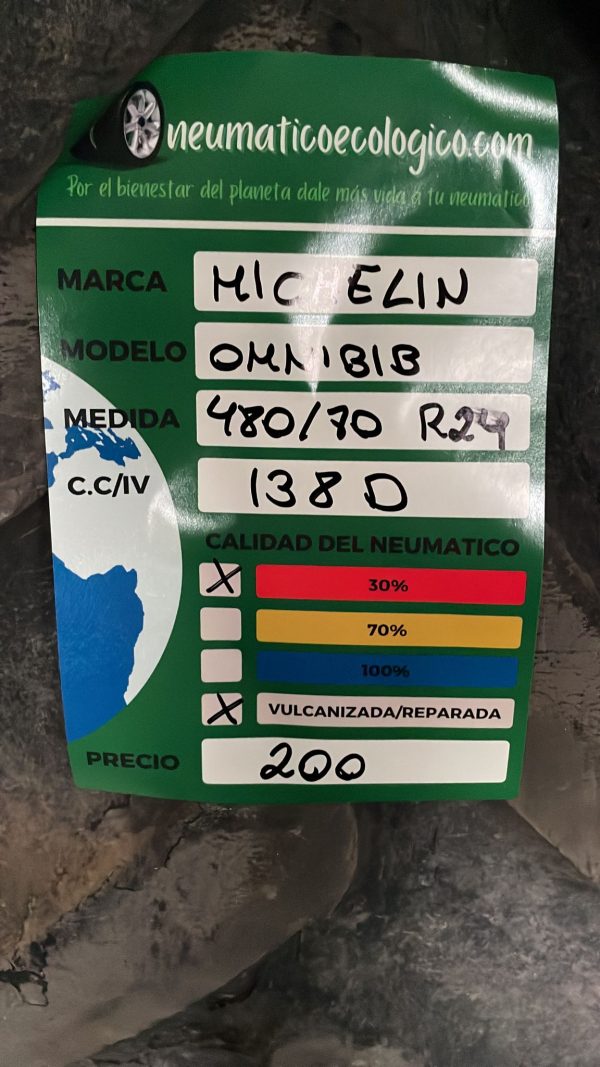 neumaticoecologico.com
Por el bienestar del planeta dale más vida a tu neumatico
MARCA MICHELIN
MODELO OMNIBIB
MEDIDA 480/70 R24
C.C/IV 138 D
CALIDAD DEL NEUMATICO
X 30%
70%
100%
X VULCANIZADA/REPARADA
PRECIO 200